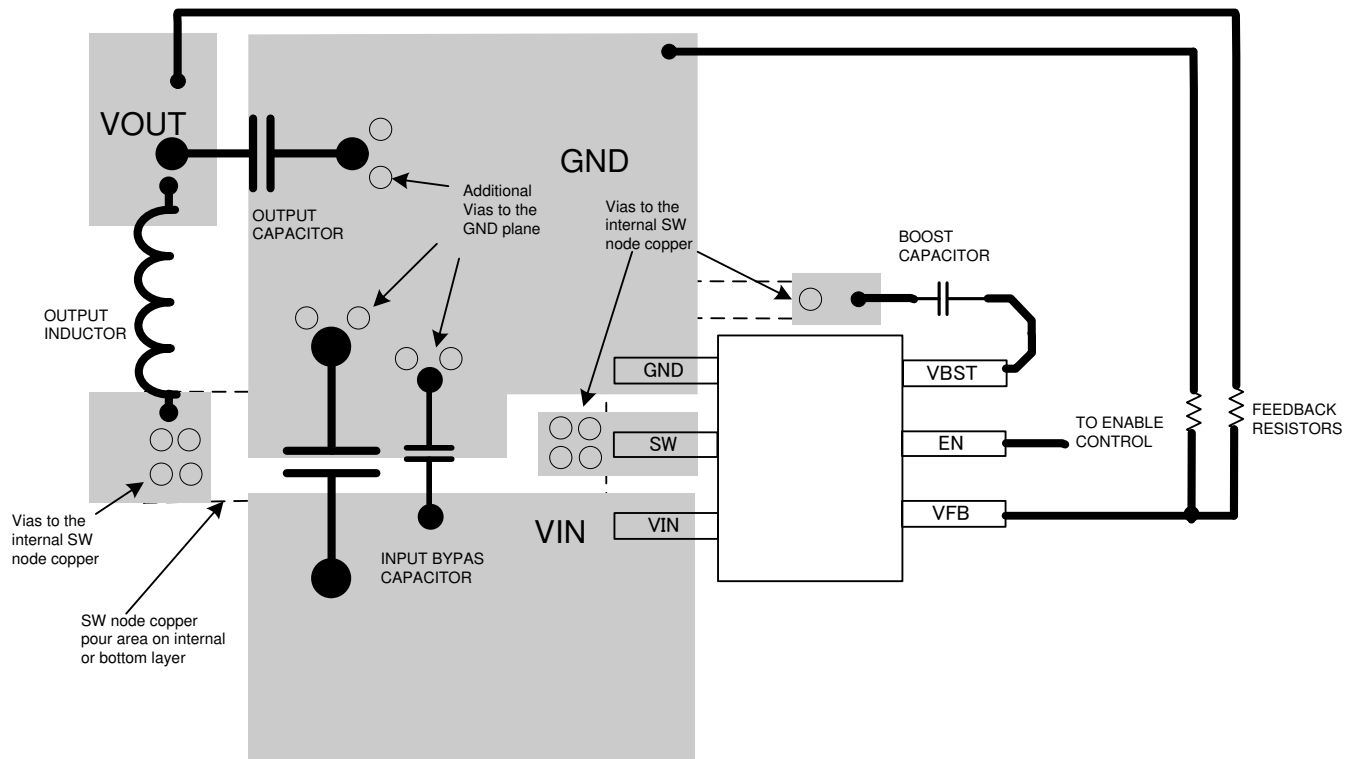 VOUT
GND
OUTPUT
CAPACITOR
Additional
Vias to the
GND plane
Vias to the
internal SW
node copper
BOOST
CAPACITOR
OUTPUT
INDUCTOR
GND
VBST
SW
EN
TO ENABLE
CONTROL
FEEDBACK
RESISTORS
VIN
VIN
VFB
Vias to the
internal SW
node copper
INPUT BYPAS
CAPACITOR
SW node copper
pour area on internal
or bottom layer